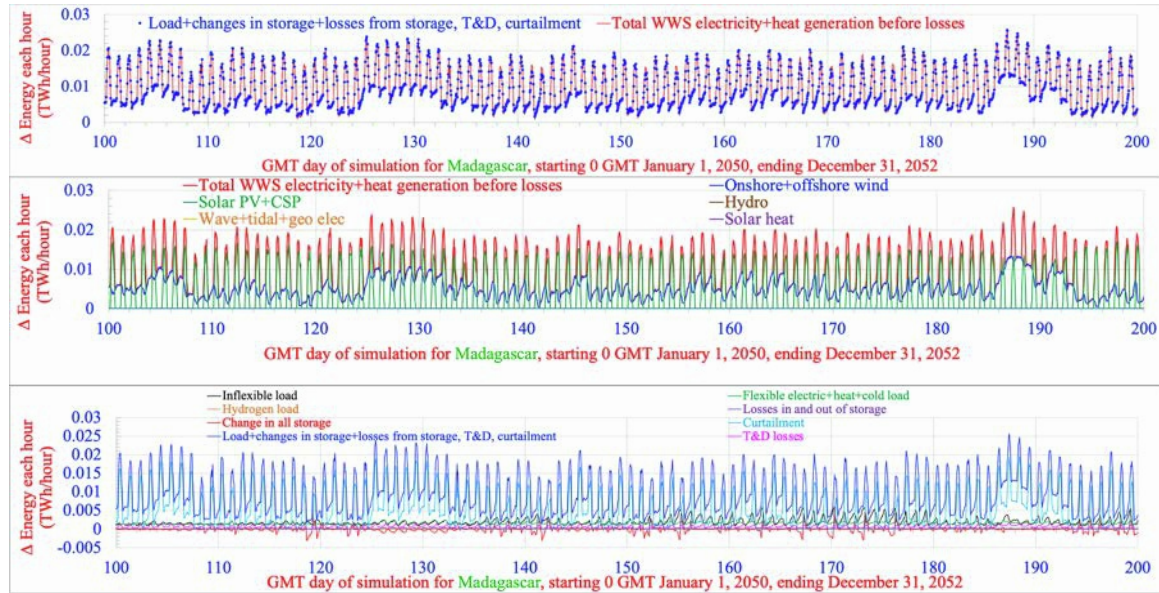 Load+changes in storage+losses from storage, T&D, curtailment
Total WWS electricity+heat generation before losses
Δ Energy each hour
(TWh/hour)
0.03
0.02
0.01
0
100 110 120 130 140 150 160 170 180 190 200
GMT day of simulation for Madagascar, starting 0 GMT January 1, 2050, ending December 31, 2052
Total WWS electricity+heat generation before losses
Onshore+offshore wind
Solar PV+CSP
Hydro
Wave+tidal+geo elec
Solar heat
Δ Energy each hour
(TWh/hour)
0.03
0.02
0.01
0
100 110 120 130 140 150 160 170 180 190 200
GMT day of simulation for Madagascar, starting 0 GMT January 1, 2050, ending December 31, 2052
Inflexible load
Flexible electric+heat+cold load
Hydrogen load
Losses in and out of storage
Change in all storage
Curtailment
Load+changes in storage+losses from storage, T&D, curtailment
T&D losses
Δ Energy each hour
(TWh/hour)
0.03
0.025
0.02
0.015
0.01
0.005
0
-0.005
100 110 120 130 140 150 160 170 180 190 200
GMT day of simulation for Madagascar, starting 0 GMT January 1, 2050, ending December 31, 2052